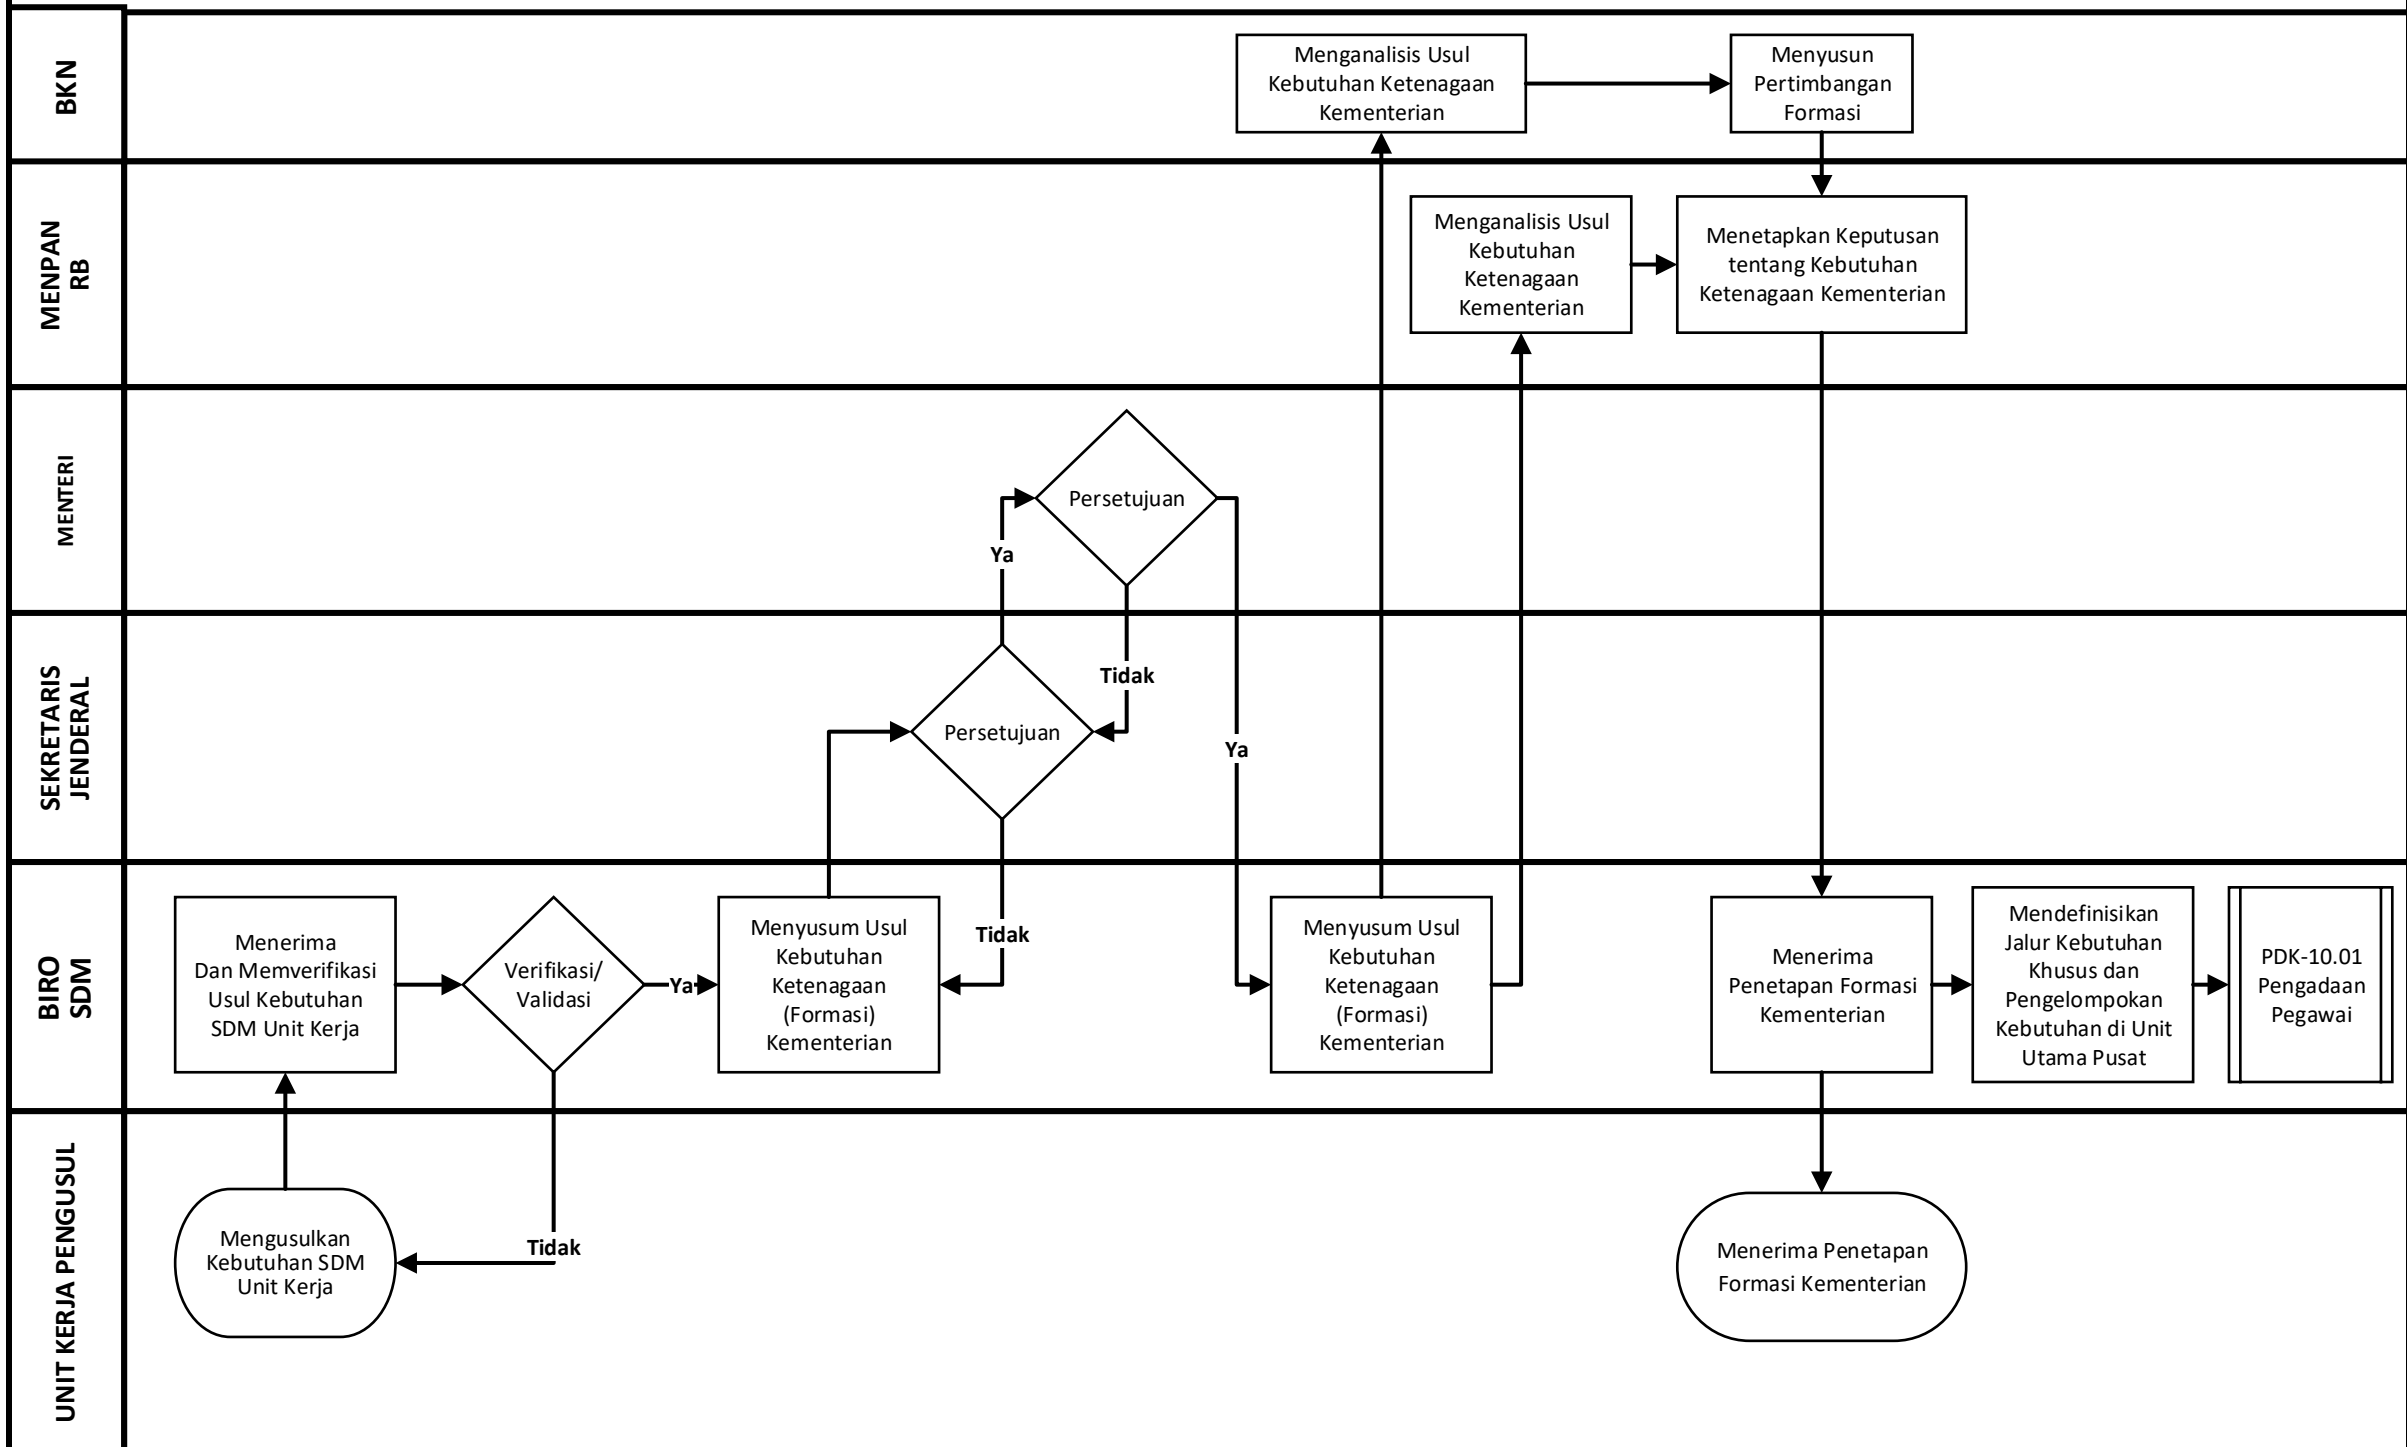 BKN
Menganalisis Usul
Kebutuhan Ketenagaan
Kementerian
Menyusun
Pertimbangan
Formasi
MENPAN
RB
Menganalisis Usul
Kebutuhan
Ketenagaan
Kementerian
Menetapkan Keputusan
tentang Kebutuhan
Ketenagaan Kementerian
MENTERI
Persetujuan
Ya
SEKRETARIS
JENDERAL
Tidak
Persetujuan
Ya
BIRO
SDM
Menerima
Dan Memverifikasi
Usul Kebutuhan
SDM Unit Kerja
Verifikasi/
Validasi
Ya
Menyusum Usul
Kebutuhan
Ketenagaan
(Formasi)
Kementerian
Tidak
Menyusum Usul
Kebutuhan
Ketenagaan
(Formasi)
Kementerian
Menerima
Penetapan Formasi
Kementerian
Mendefinisikan
Jalur Kebutuhan
Khusus dan
Pengelompokan
Kebutuhan di Unit
Utama Pusat
PDK-10.01
Pengadaan
Pegawai
UNIT KERJA PENGUSUL
Mengusulkan
Kebutuhan SDM
Unit Kerja
Tidak
Menerima Penetapan
Formasi Kementerian